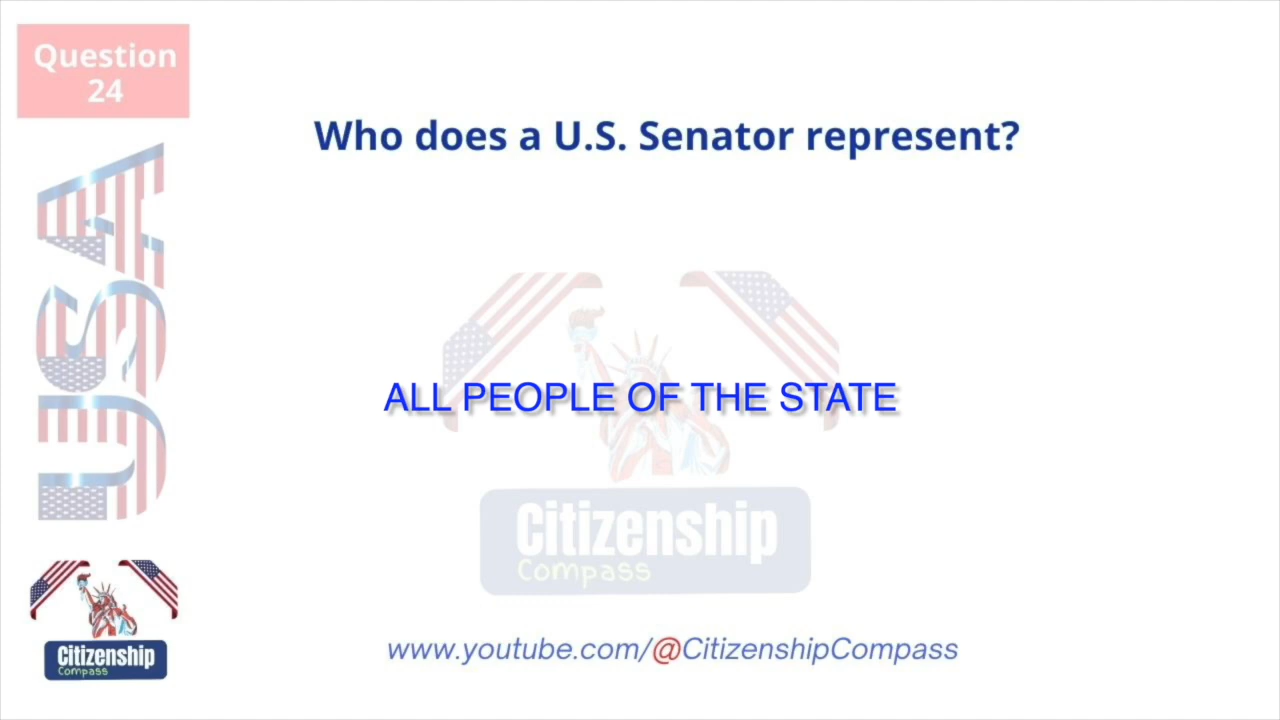 Question
24
Who does a U.S. Senator represent?
USA
ALL PEOPLE OF THE STATE
Citizenship
Compass
www.youtube.com/@CitizenshipCompass
Citizenship
Compass